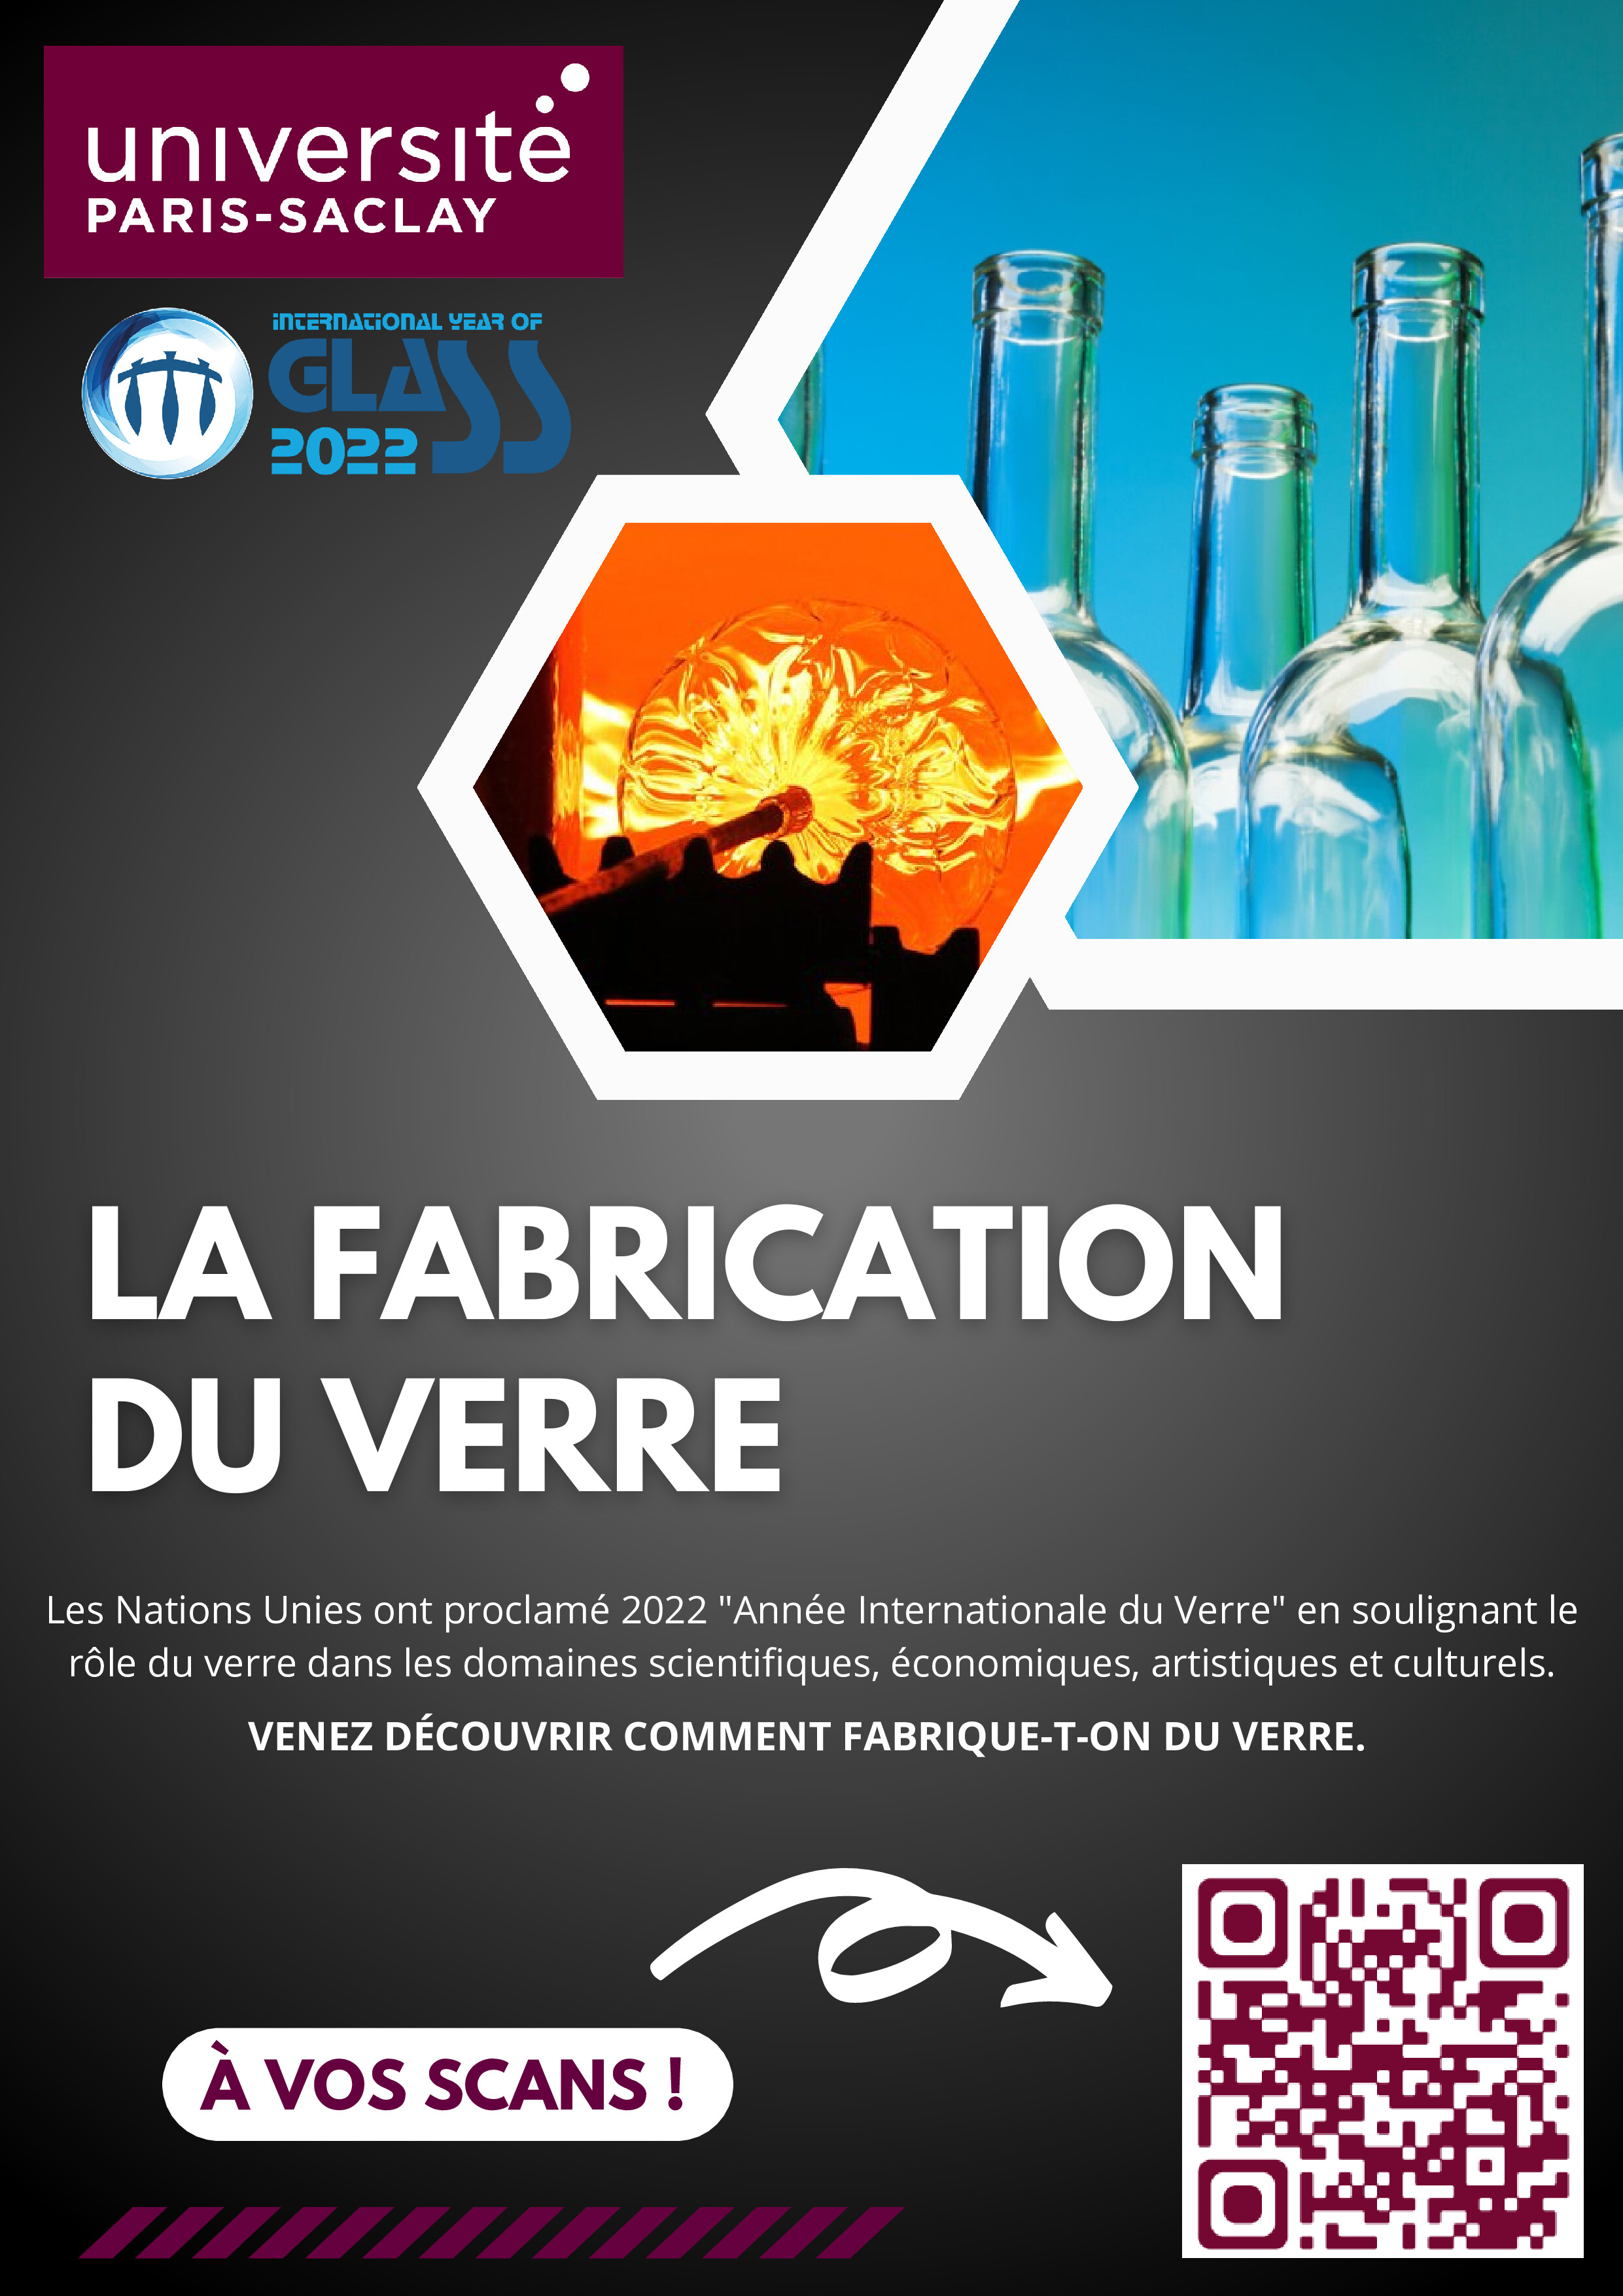 université
PARIS-SACLAY
INTERNATIONAL YEAR OF
GLASS
2022
LA FABRICATION
DU VERRE
Les Nations Unies ont proclamé 2022 "Année Internationale du Verre" en soulignant le
rôle du verre dans les domaines scientifiques, économiques, artistiques et culturels.
VENEZ DÉCOUVRIR COMMENT FABRIQUE-T-ON DU VERRE.
À VOS SCANS !